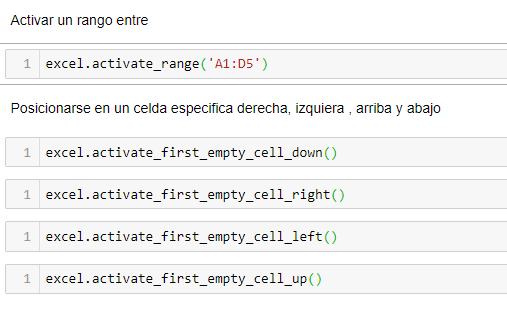 Activar un rango entre
1 excel.activate_range('A1:D5')
Posicionarse en un celda especifica derecha, izquiera , arriba y abajo
1 excel.activate_first_empty_cell_down()
1 excel.activate_first_empty_cell_right()
1 excel.activate_first_empty_cell_left()
1 excel.activate_first_empty_cell_up()